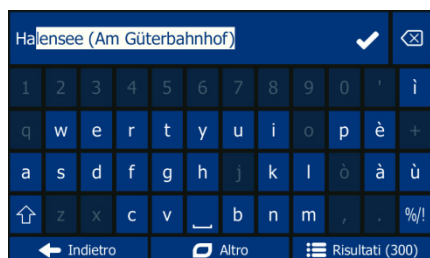 Halensee (Am Güterbahnhof)
1 2 3 4 5 6 7 8 9 0 ' ì
q w e r t y u i o p è +
a s d f g h j k l ò à ù
z x c v b n m , . %/!
Indietro Altro Risultati (300)